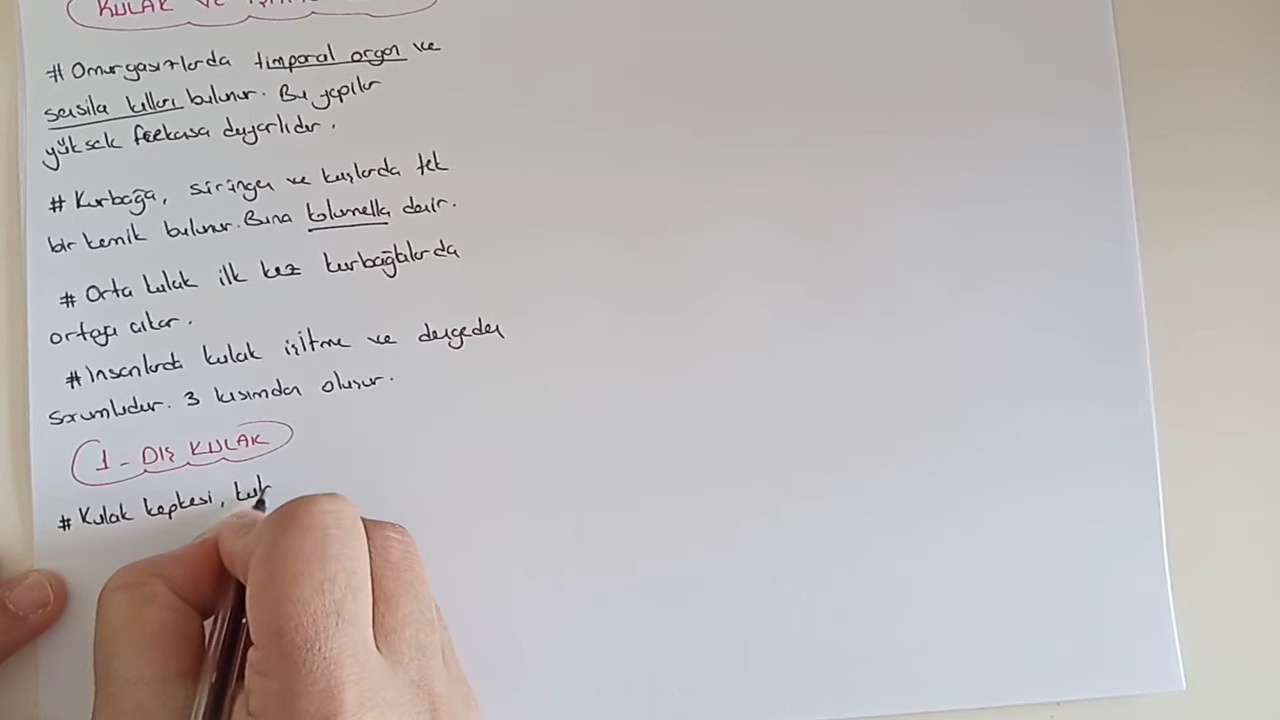 KULAK VE
# Omurgasızlarda timporal organ ve
sensila kılları bulunur. Bu yapılar
yüksek frekansa duyarlıdır.
# Kurbağa, sürüngen ve kuşlarda tek
bir kemik bulunur. Buna kolumella denir.
# Orta kulak ilk kez kurbağalarda
ortaya çıkar.
# İnsanlarda kulak işitme ve dengeden
sorumludur. 3 kısımdan oluşur.
1- DIŞ KULAK
# Kulak kepçesi, kul